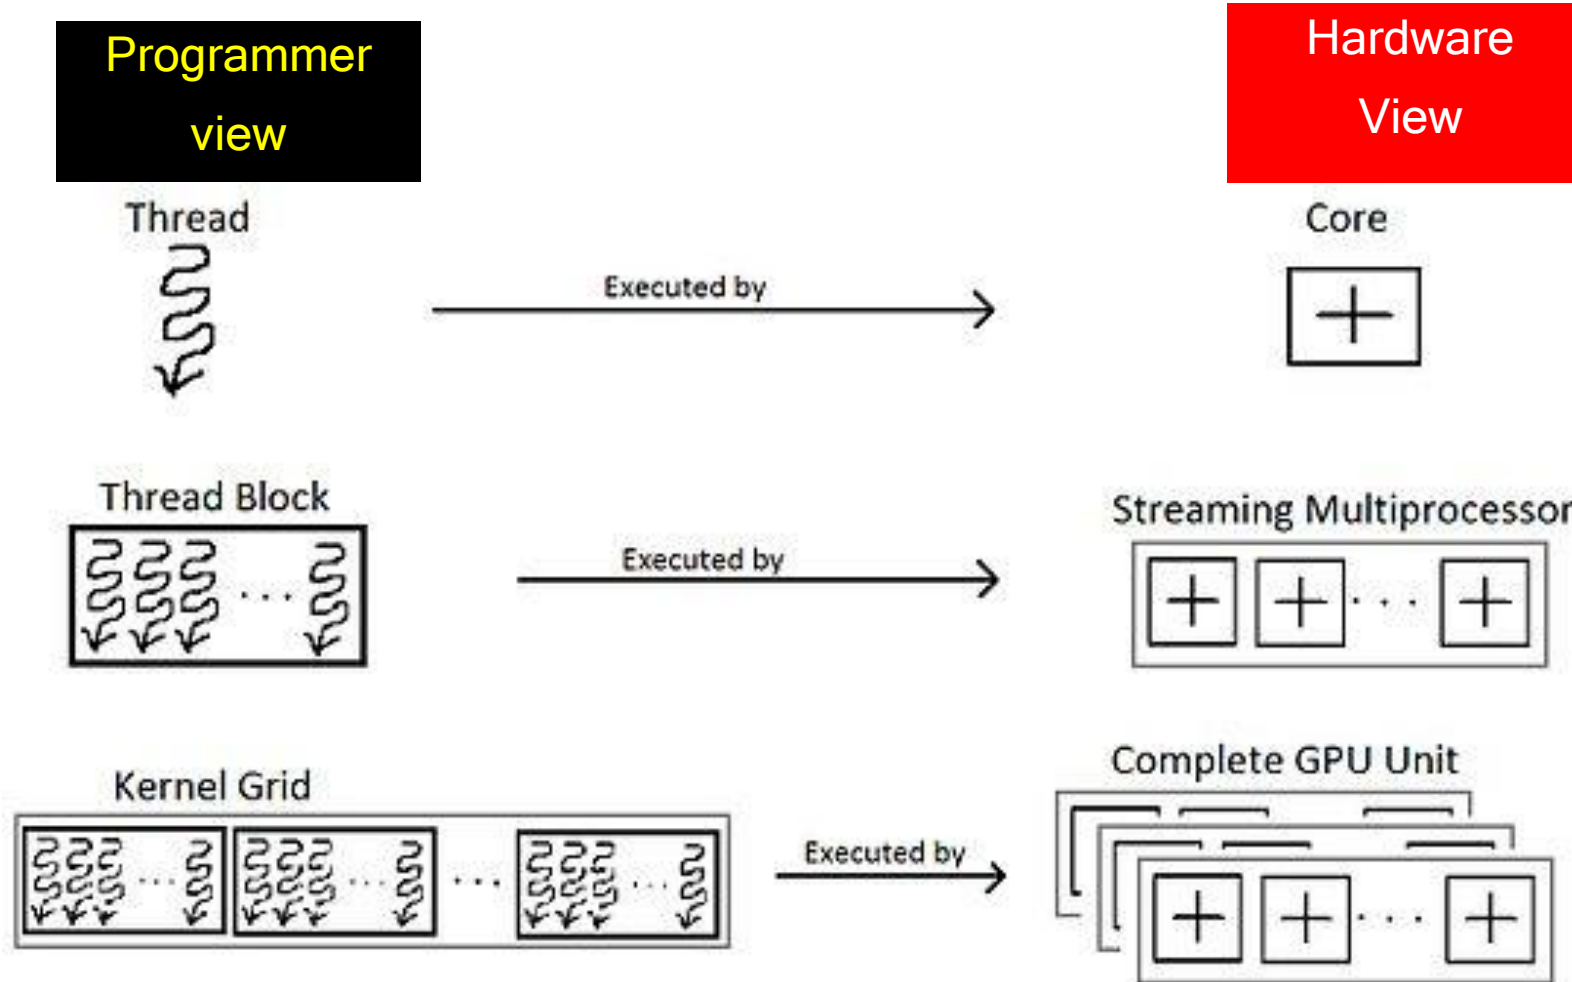 Programmer
view
Hardware
View
Thread
Executed by
Core
Thread Block
Executed by
Streaming Multiprocessor
Kernel Grid
Executed by
Complete GPU Unit